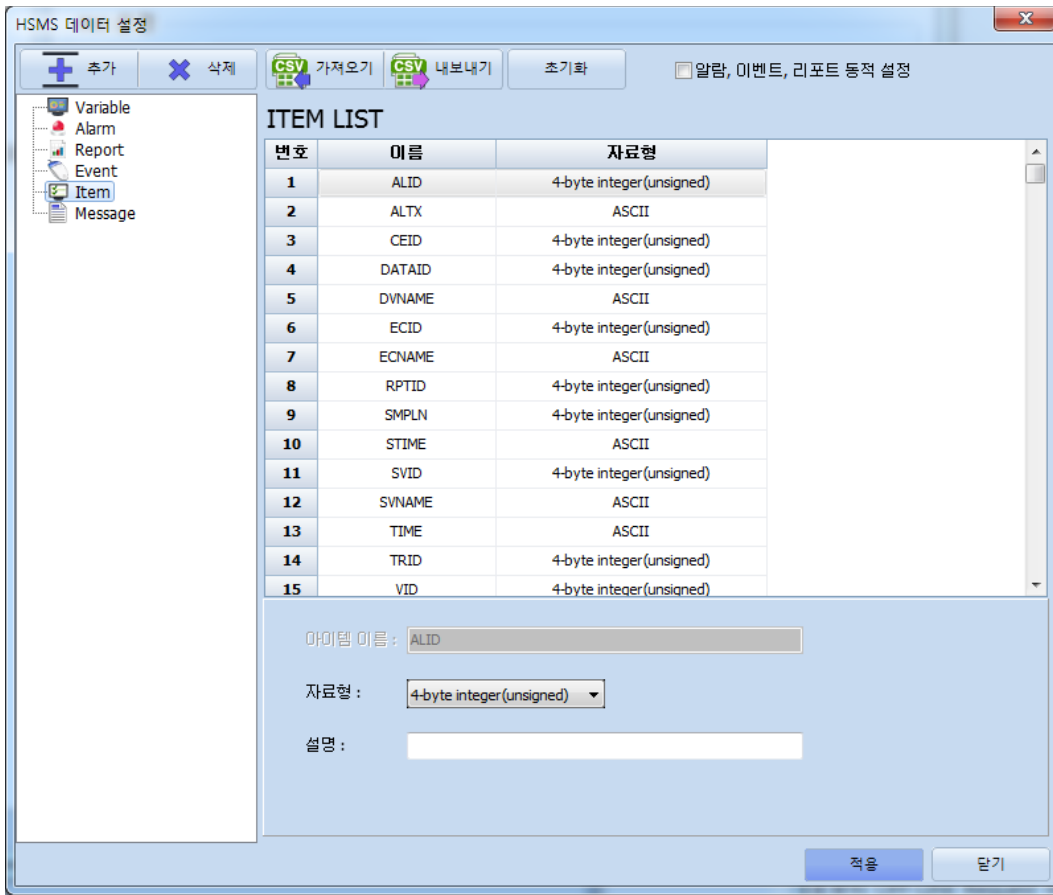 HSMS 데이터 설정
추가 삭제 CSV 가져오기 CSV 내보내기 초기화 알람, 이벤트, 리포트 동적 설정
Variable
Alarm
Report
Event
Item
Message
ITEM LIST
번호 이름 자료형
1 ALID 4-byte integer(unsigned)
2 ALTX ASCII
3 CEID 4-byte integer(unsigned)
4 DATAID 4-byte integer(unsigned)
5 DVNAME ASCII
6 ECID 4-byte integer(unsigned)
7 ECNAME ASCII
8 RPTID 4-byte integer(unsigned)
9 SMPLN 4-byte integer(unsigned)
10 STIME ASCII
11 SVID 4-byte integer(unsigned)
12 SVNAME ASCII
13 TIME ASCII
14 TRID 4-byte integer(unsigned)
15 VID 4-byte integer(unsigned)
아이템 이름 : ALID
자료형 : 4-byte integer(unsigned)
설명 :
적용 닫기